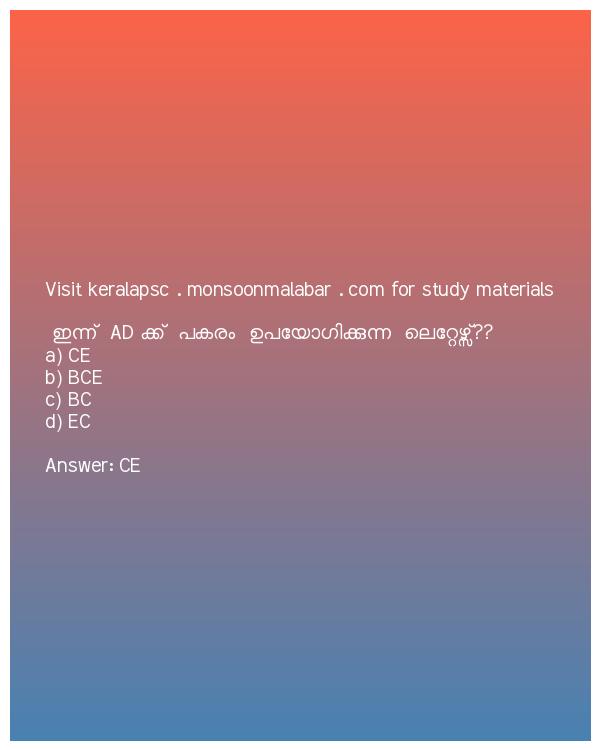 Visit keralapsc . monsoonmalabar . com for study materials
ഇന്ന് AD ക്ക് പകരം ഉപയോഗിക്കുന്ന ലെറ്റേഴ്സ്??
a) CE
b) BCE
c) BC
d) EC
Answer: CE